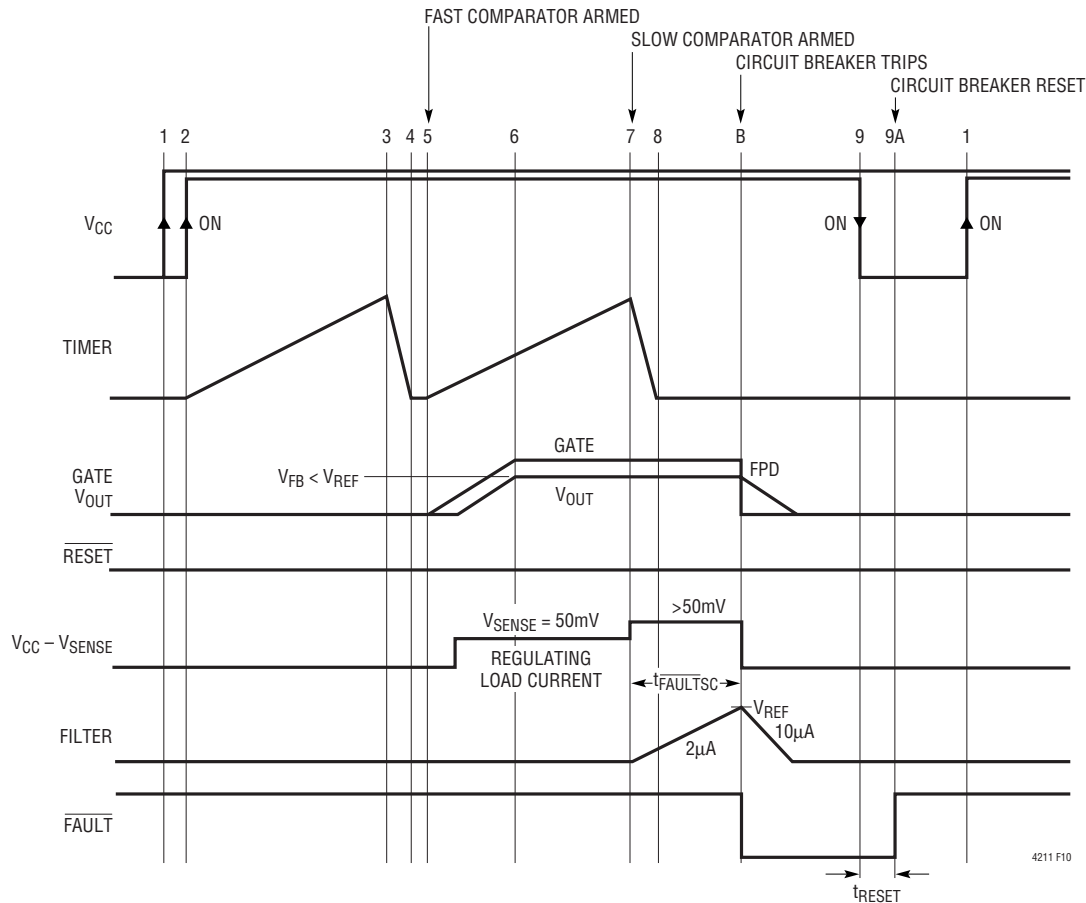 FAST COMPARATOR ARMED
SLOW COMPARATOR ARMED
CIRCUIT BREAKER TRIPS
CIRCUIT BREAKER RESET
1 2 3 4 5 6 7 8 B 9 9A 1
VCC
ON
ON
ON
TIMER
GATE
VOUT
VFB < VREF
GATE
VOUT
FPD
RESET
VCC – VSENSE
VSENSE = 50mV
>50mV
REGULATING
LOAD CURRENT
tFAULTSC
FILTER
VREF
2µA
10µA
FAULT
tRESET
4211 F10